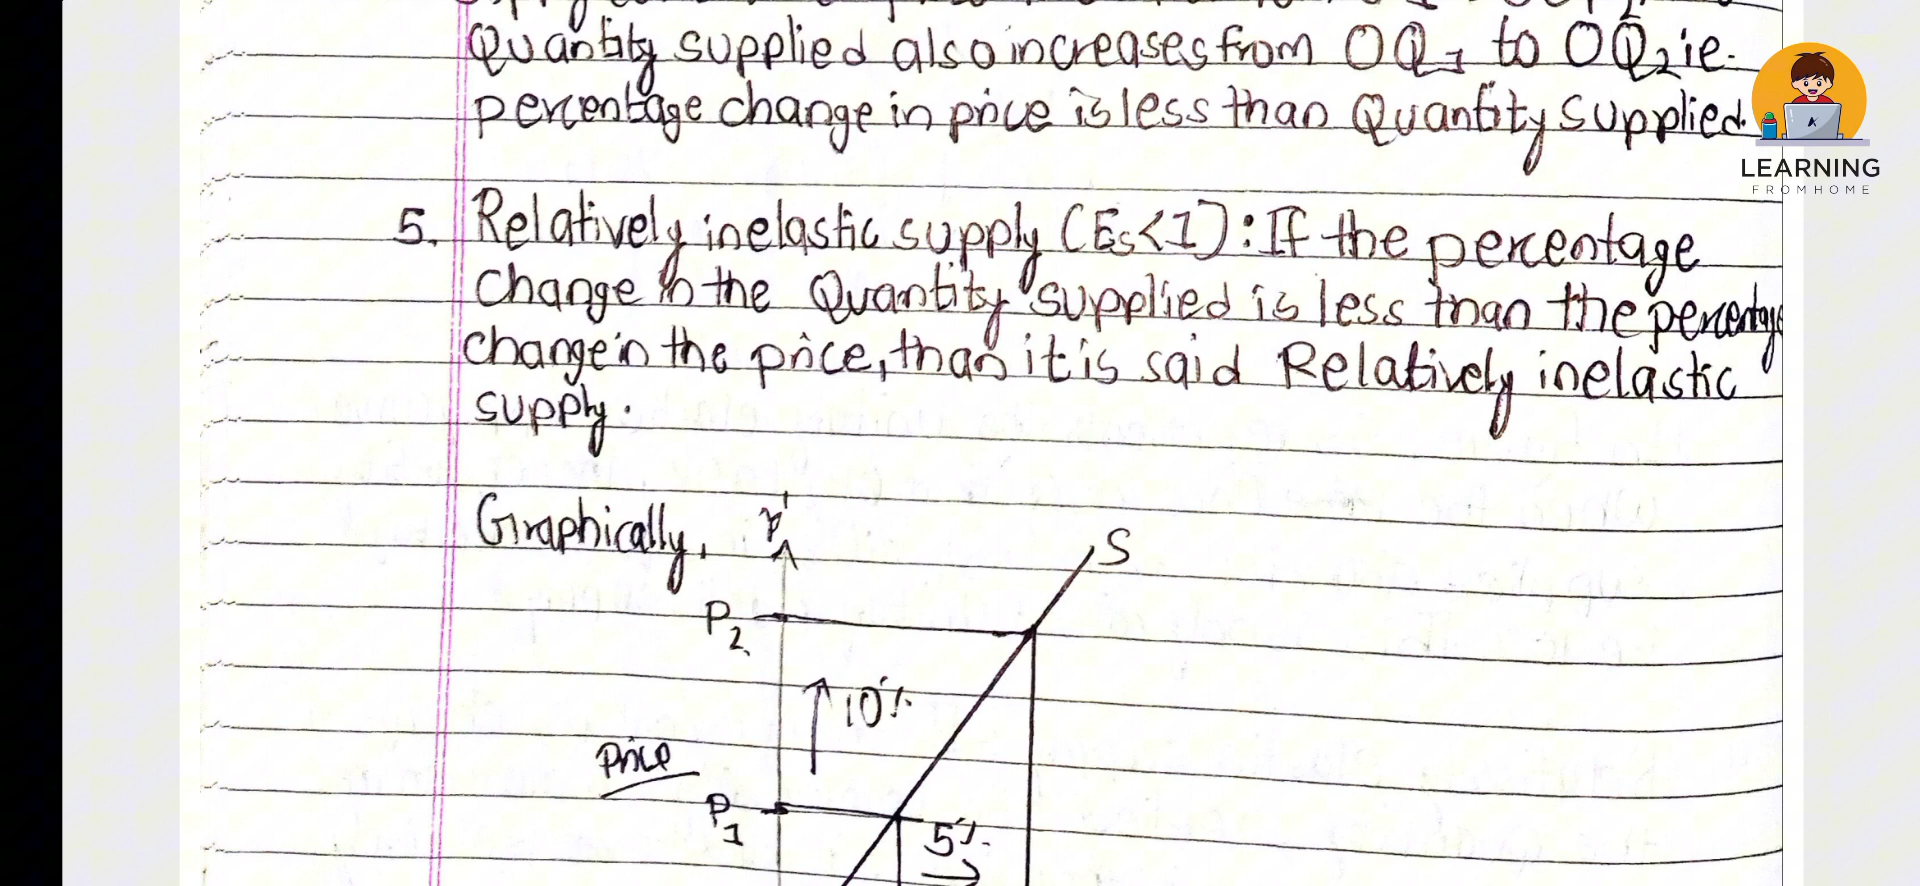 Quantity supplied also increases from OQ1 to OQ2 ie.
percentage change in price is less than Quantity supplied.
LEARNING
FROMHOME
5. Relatively inelastic supply (Es<1): If the percentage
change in the Quantity supplied is less than the percentage
change in the price, than it is said Relatively inelastic
supply.
Graphically,
S
P2
10%
Price
P1
5%